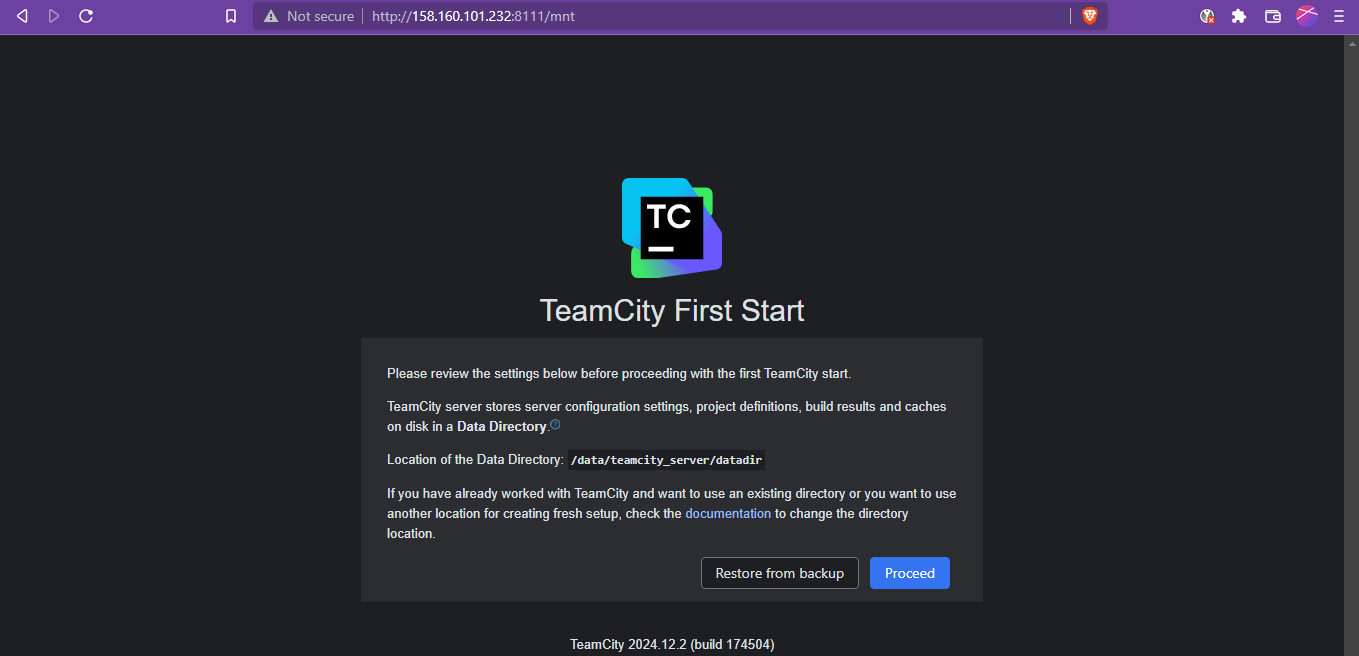 Not secure http://158.160.101.232:8111/mnt
TC
TeamCity First Start
Please review the settings below before proceeding with the first TeamCity start.
TeamCity server stores server configuration settings, project definitions, build results and caches
on disk in a Data Directory.?
Location of the Data Directory: /data/teamcity_server/datadir
If you have already worked with TeamCity and want to use an existing directory or you want to use
another location for creating fresh setup, check the documentation to change the directory
location.
Restore from backup Proceed
TeamCity 2024.12.2 (build 174504)